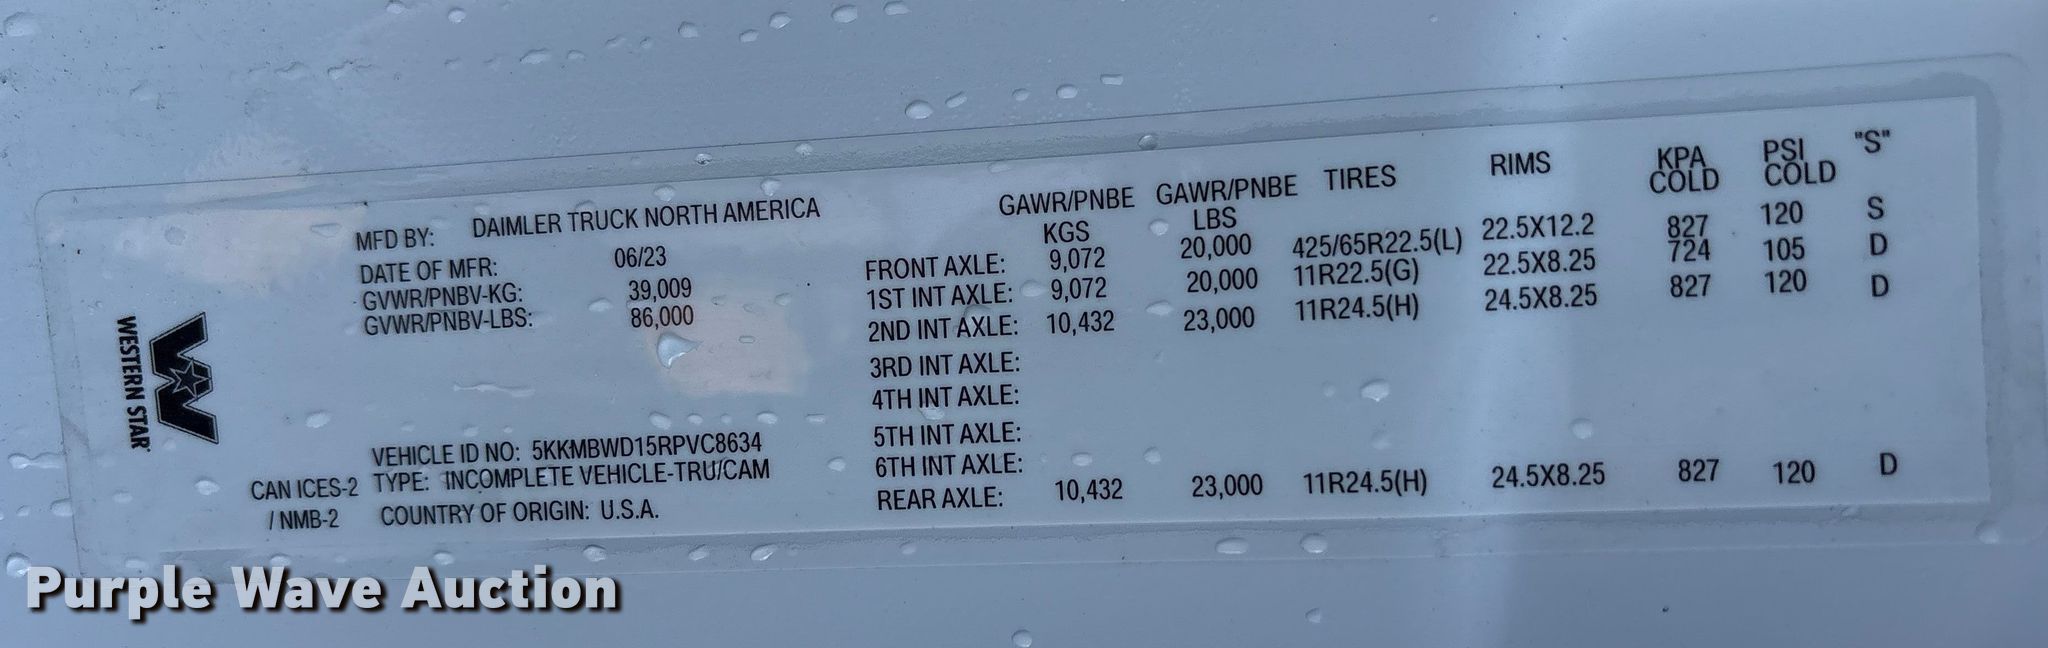 WESTERN STAR
MFD BY: DAIMLER TRUCK NORTH AMERICA
DATE OF MFR: 06/23
GVWR/PNBV-KG: 39,009
GVWR/PNBV-LBS: 86,000
VEHICLE ID NO: 5KKMBWD15RPVC8634
CAN ICES-2 TYPE: INCOMPLETE VEHICLE-TRU/CAM
/ NMB-2 COUNTRY OF ORIGIN: U.S.A.
GAWR/PNBE GAWR/PNBE TIRES RIMS KPA PSI "S"
KGS LBS COLD COLD
FRONT AXLE: 9,072 20,000 425/65R22.5(L) 22.5X12.2 827 120 S
1ST INT AXLE: 9,072 20,000 11R22.5(G) 22.5X8.25 724 105 D
2ND INT AXLE: 10,432 23,000 11R24.5(H) 24.5X8.25 827 120 D
3RD INT AXLE:
4TH INT AXLE:
5TH INT AXLE:
6TH INT AXLE:
REAR AXLE: 10,432 23,000 11R24.5(H) 24.5X8.25 827 120 D
Purple Wave Auction